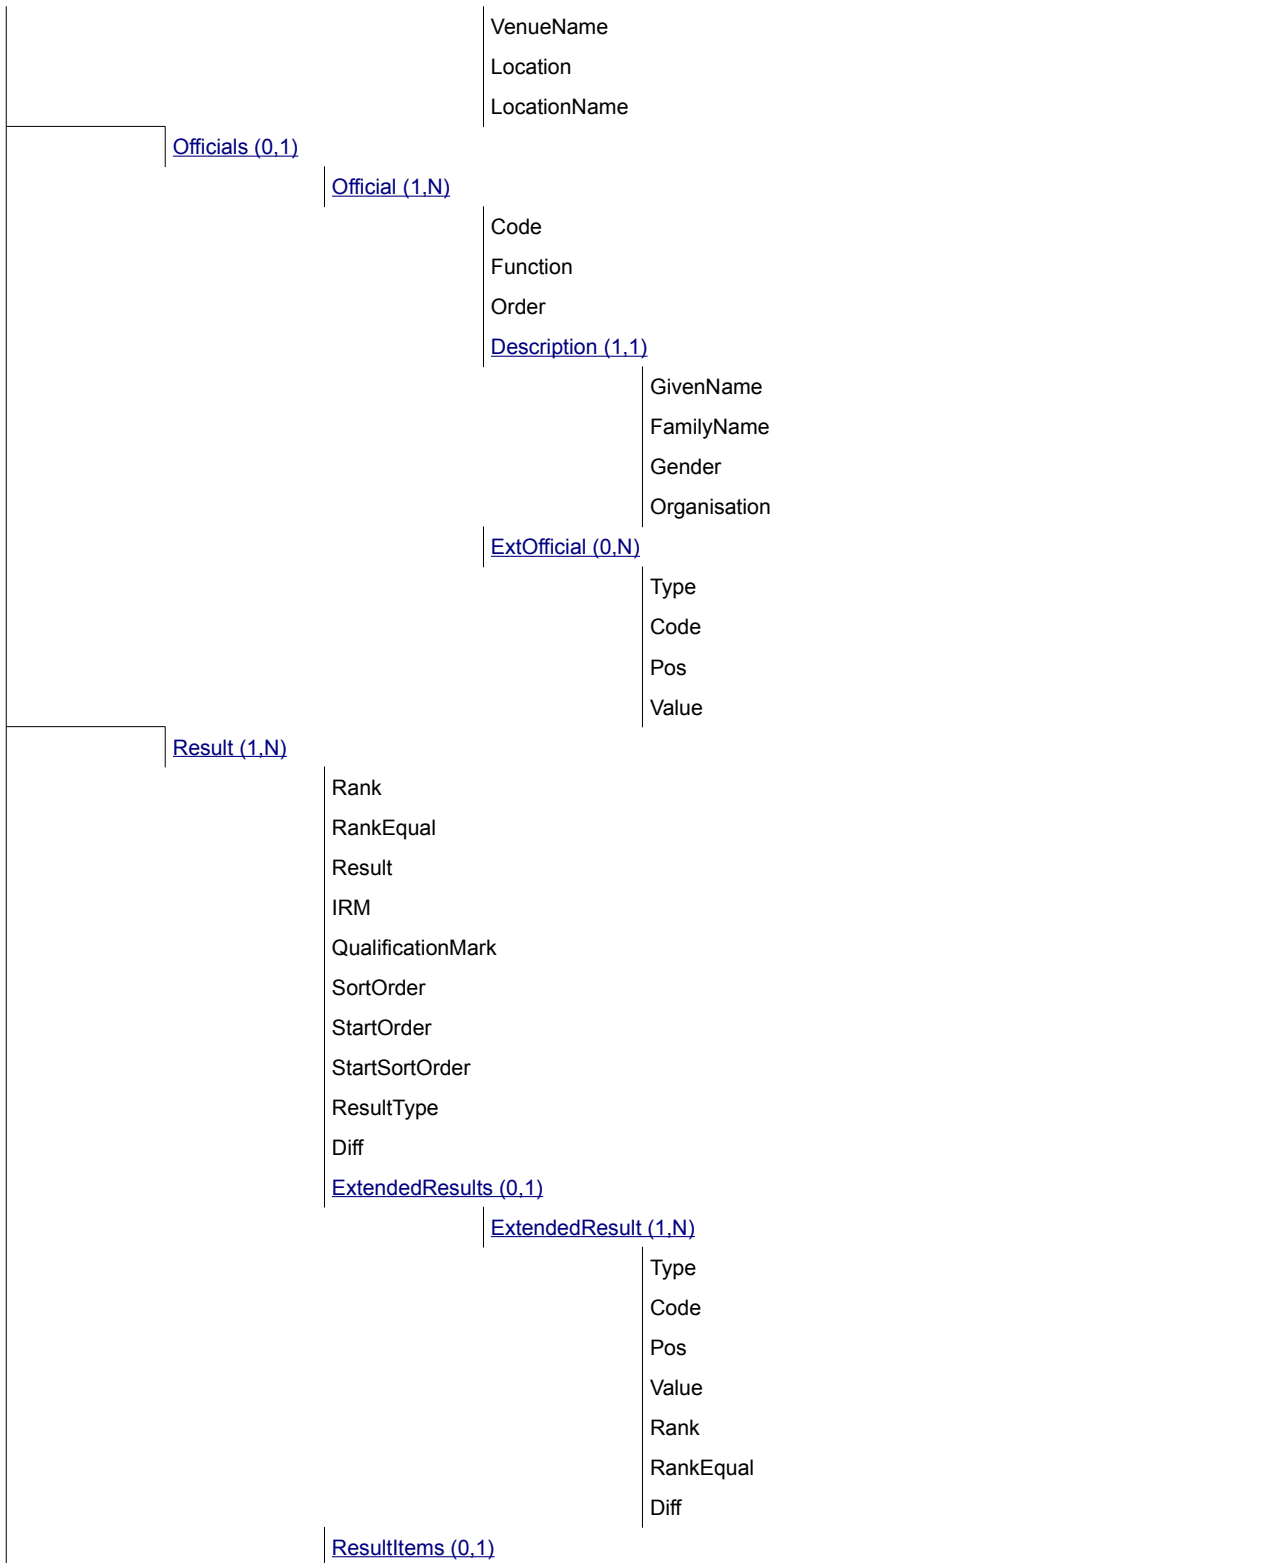 VenueName
Location
LocationName
Officials (0,1)
Official (1,N)
Code
Function
Order
Description (1,1)
GivenName
FamilyName
Gender
Organisation
ExtOfficial (0,N)
Type
Code
Pos
Value
Result (1,N)
Rank
RankEqual
Result
IRM
QualificationMark
SortOrder
StartOrder
StartSortOrder
ResultType
Diff
ExtendedResults (0,1)
ExtendedResult (1,N)
Type
Code
Pos
Value
Rank
RankEqual
Diff
ResultItems (0,1)